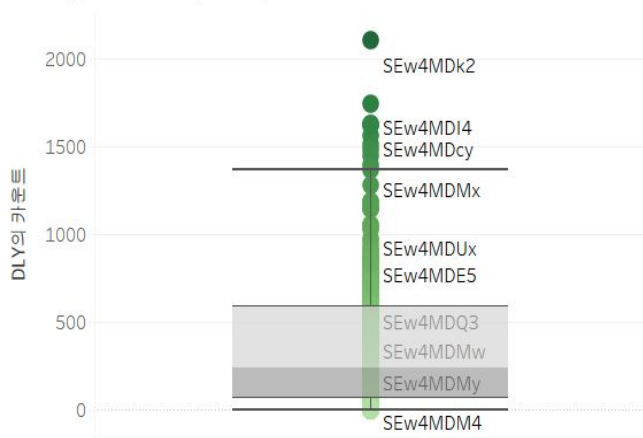 2000
SEw4MDk2
SEw4MDI4
1500
SEw4MDcy
SEw4MDMx
1000
SEw4MDUx
SEw4MDE5
DLY의 카운트
500
SEw4MDQ3
SEw4MDMw
SEw4MDMy
0
SEw4MDM4